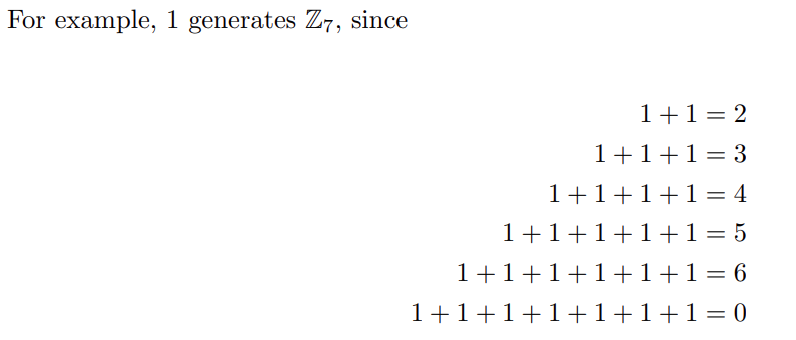 For example, 1 generates ℤ₇, since
1 + 1 = 2
1 + 1 + 1 = 3
1 + 1 + 1 + 1 = 4
1 + 1 + 1 + 1 + 1 = 5
1 + 1 + 1 + 1 + 1 + 1 = 6
1 + 1 + 1 + 1 + 1 + 1 + 1 = 0